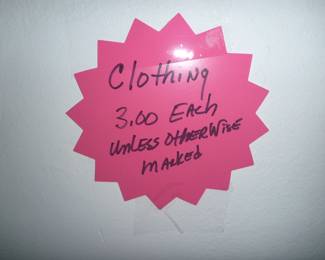 Clothing
3.00 Each
Unless Otherwise
Marked